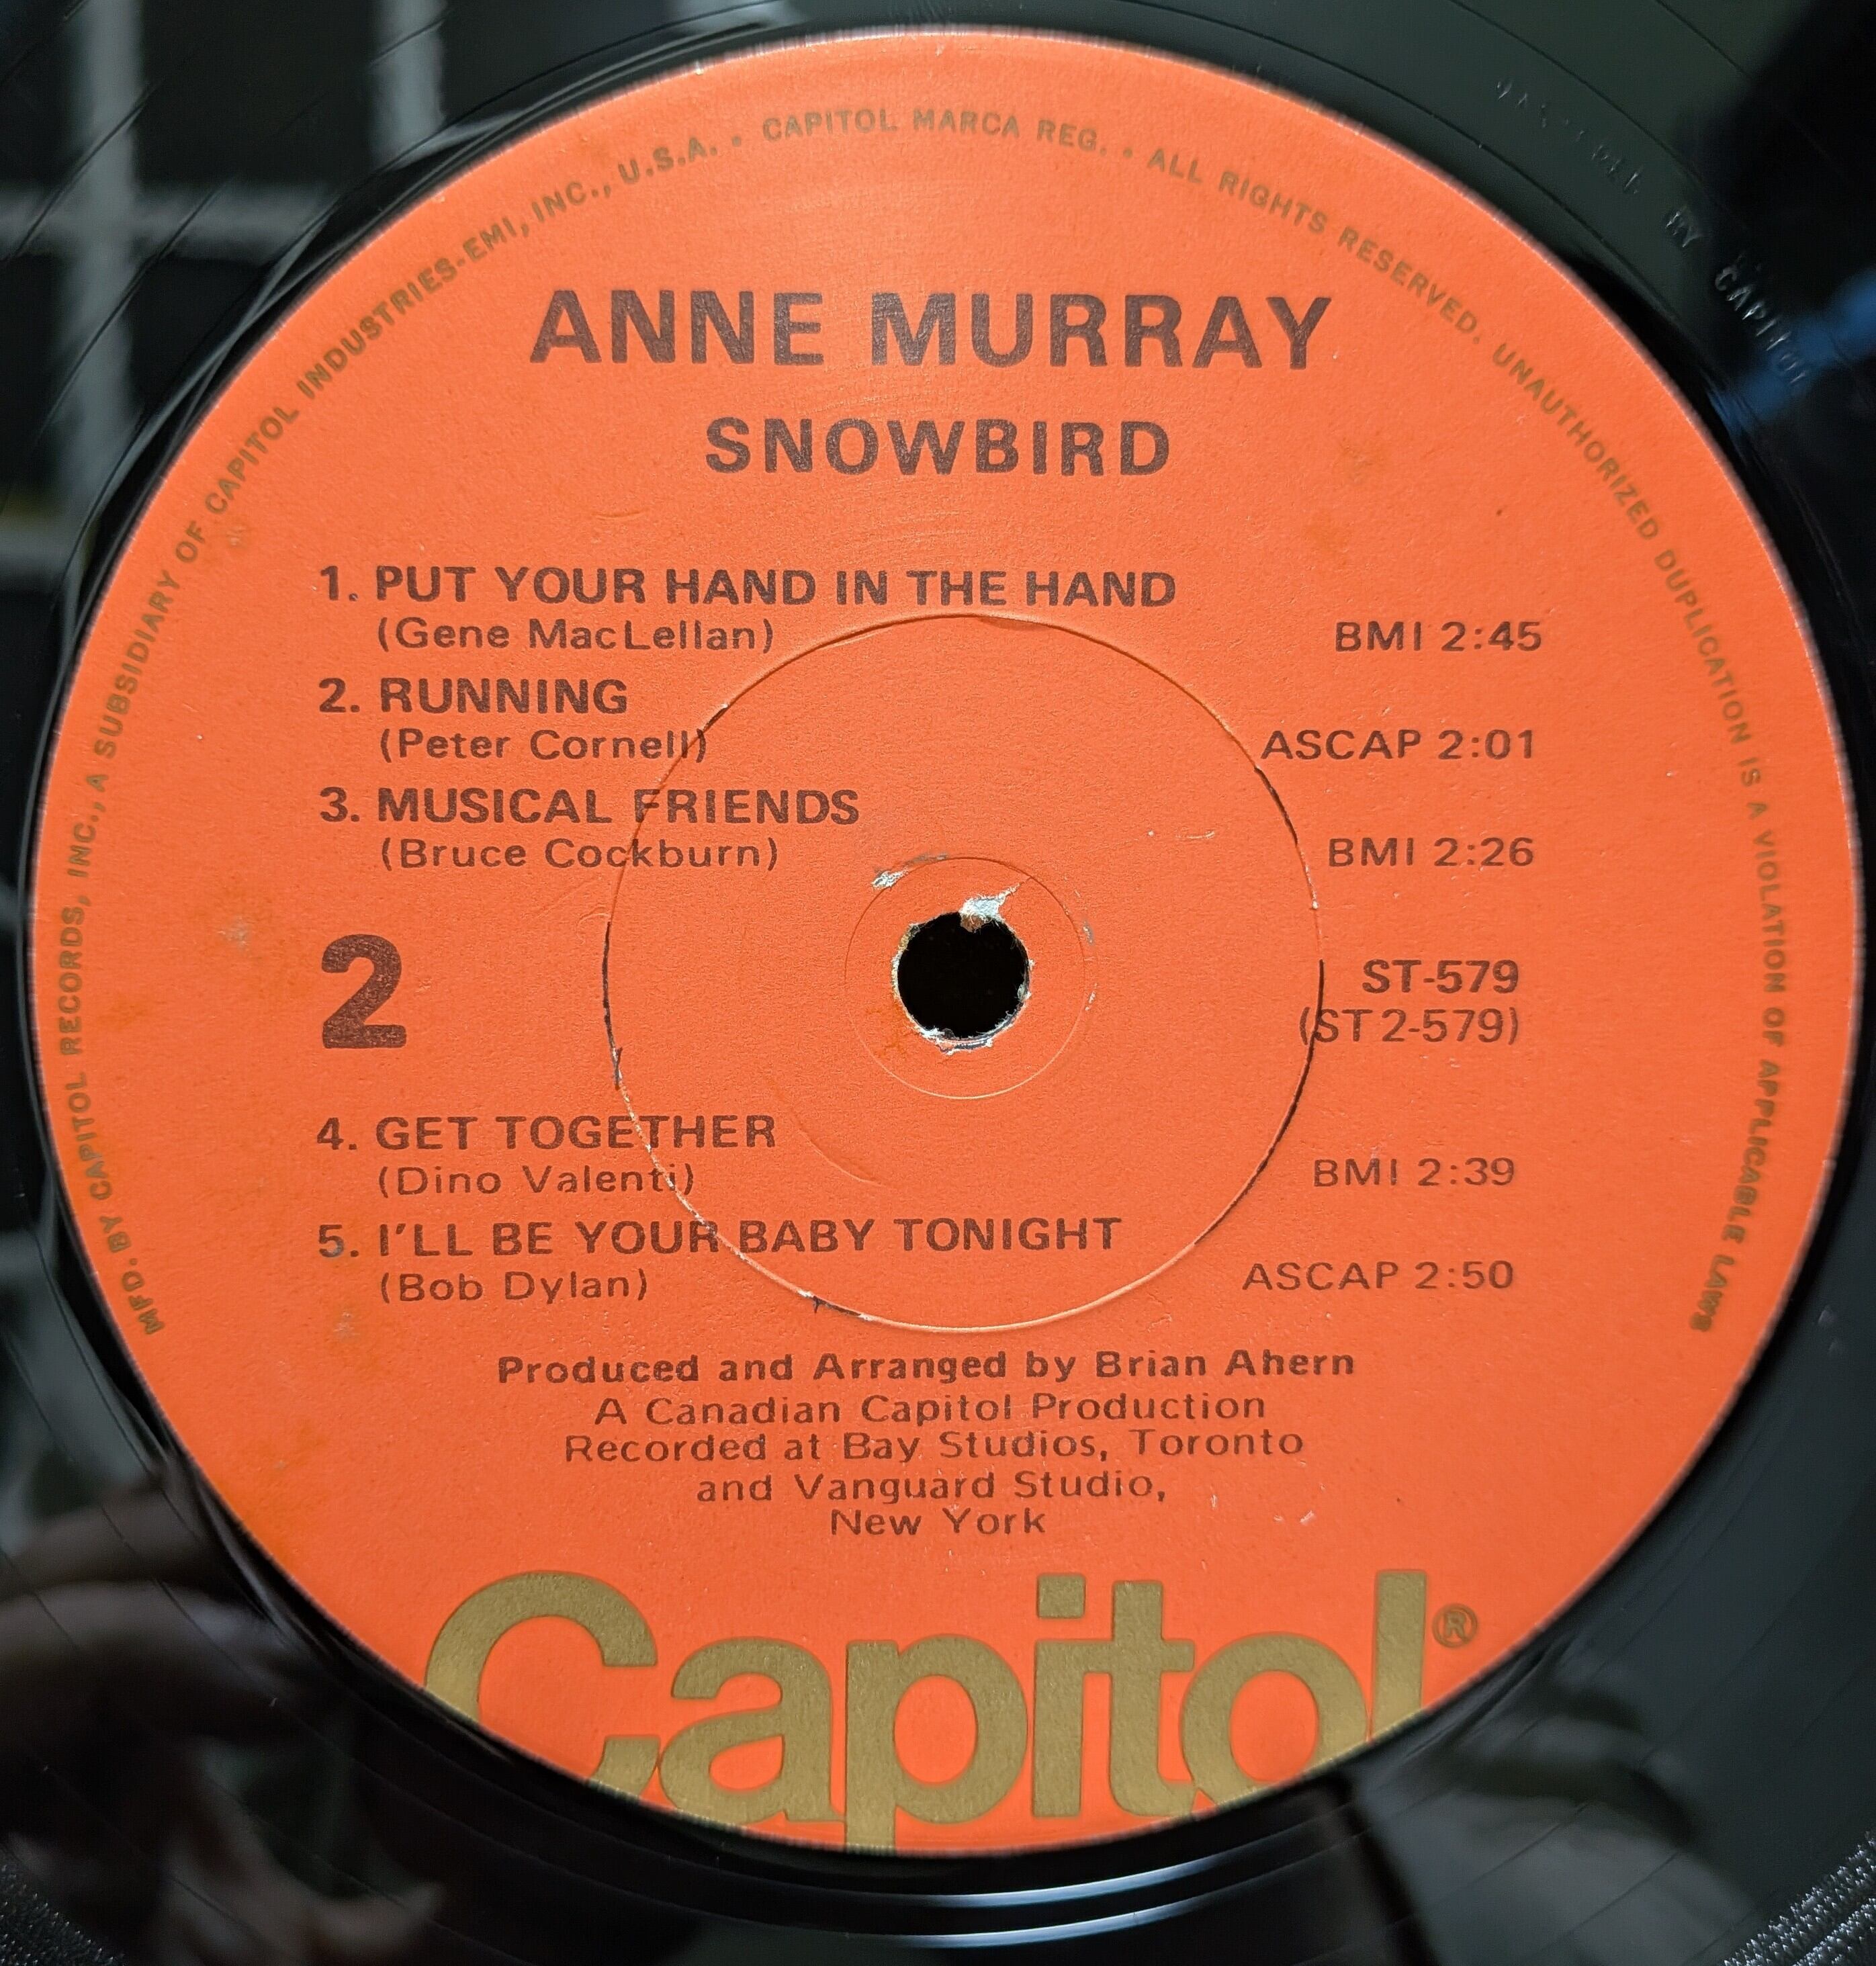 MFD. BY CAPITOL RECORDS, INC., A SUBSIDIARY OF CAPITOL INDUSTRIES-EMI, INC., U.S.A. • CAPITOL MARCA REG. • ALL RIGHTS RESERVED. UNAUTHORIZED DUPLICATION IS A VIOLATION OF APPLICABLE LAWS
BY CAPITOL
ANNE MURRAY
SNOWBIRD
1. PUT YOUR HAND IN THE HAND
(Gene MacLellan) BMI 2:45
2. RUNNING
(Peter Cornell) ASCAP 2:01
3. MUSICAL FRIENDS
(Bruce Cockburn) BMI 2:26
2
ST-579
(ST2-579)
4. GET TOGETHER
(Dino Valenti) BMI 2:39
5. I'LL BE YOUR BABY TONIGHT
(Bob Dylan) ASCAP 2:50
Produced and Arranged by Brian Ahern
A Canadian Capitol Production
Recorded at Bay Studios, Toronto
and Vanguard Studio,
New York
Capitol®